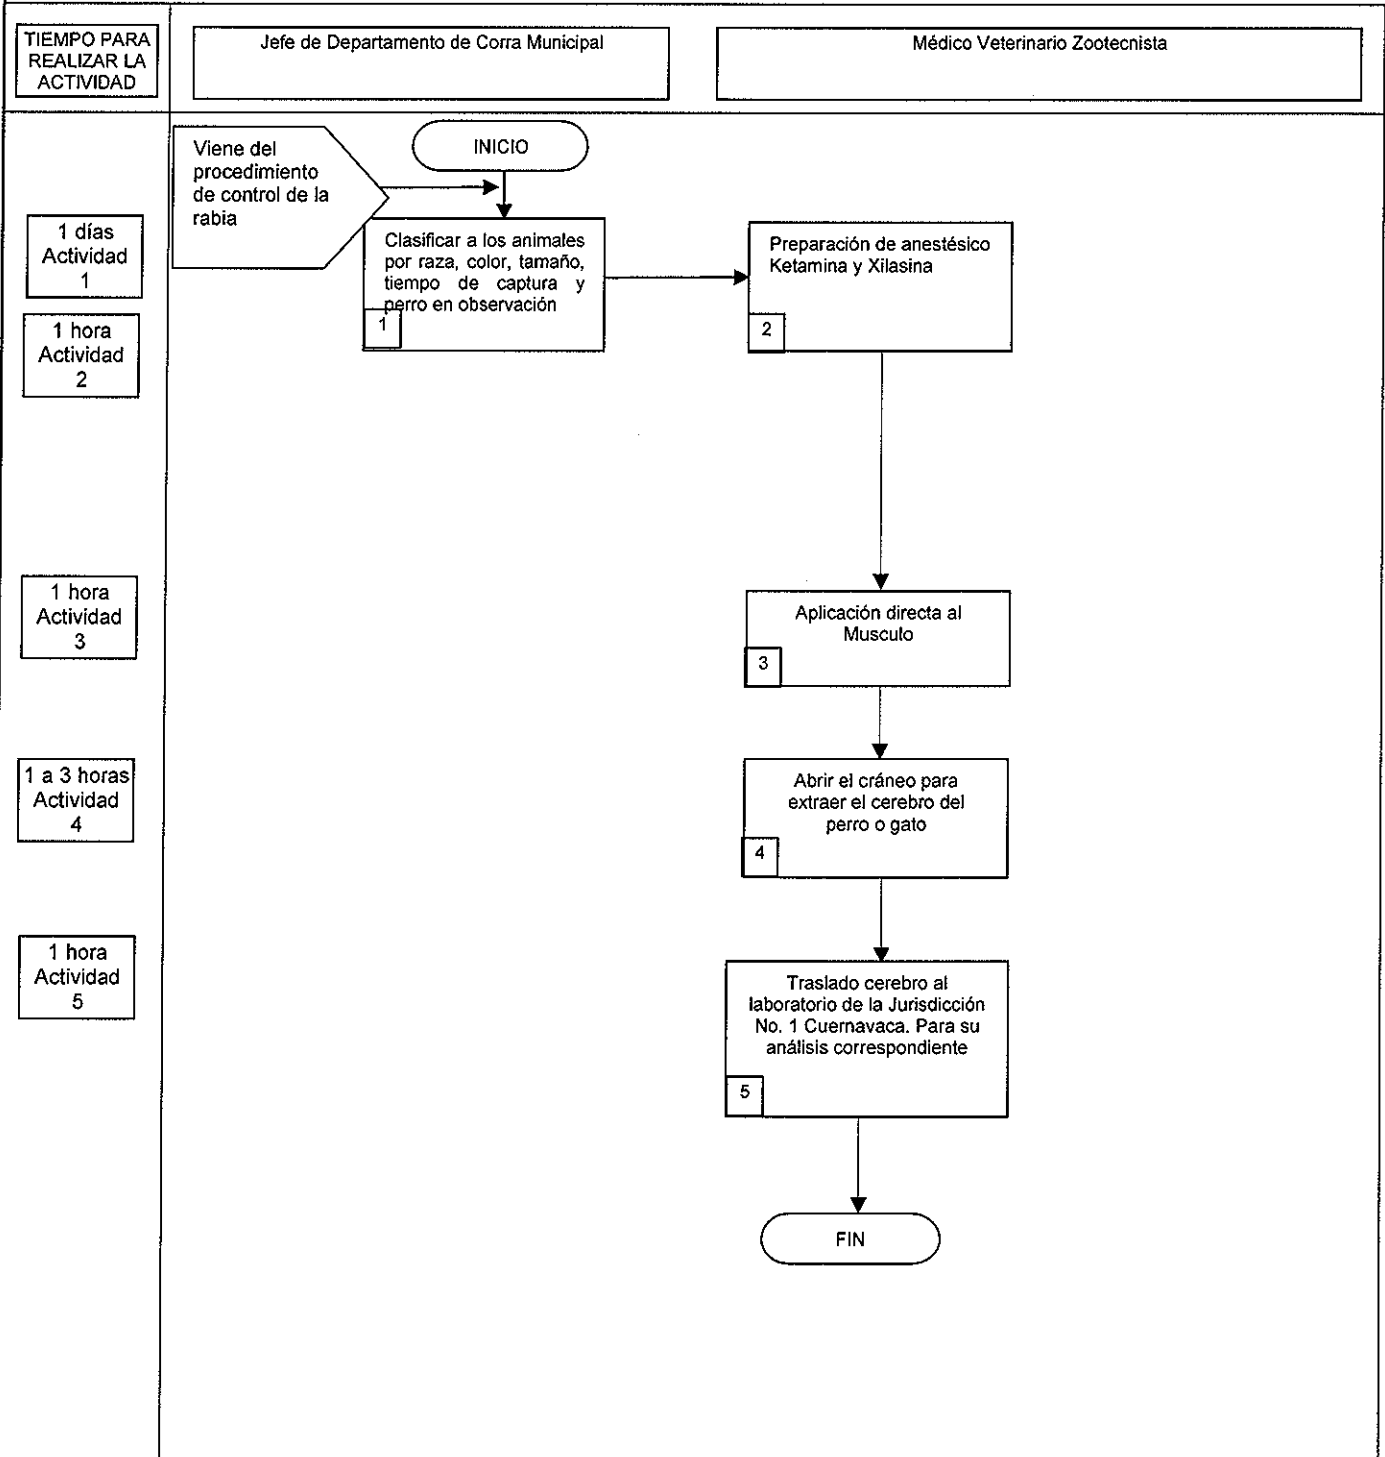 TIEMPO PARA
REALIZAR LA
ACTIVIDAD
Jefe de Departamento de Corra Municipal
Médico Veterinario Zootecnista
INICIO
Viene del
procedimiento
de control de la
rabia
1 días
Actividad
1
Clasificar a los animales
por raza, color, tamaño,
tiempo de captura y
perro en observación
1
Preparación de anestésico
Ketamina y Xilasina
2
1 hora
Actividad
2
1 hora
Actividad
3
Aplicación directa al
Musculo
3
1 a 3 horas
Actividad
4
Abrir el cráneo para
extraer el cerebro del
perro o gato
4
1 hora
Actividad
5
Traslado cerebro al
laboratorio de la Jurisdicción
No. 1 Cuernavaca. Para su
análisis correspondiente
5
FIN